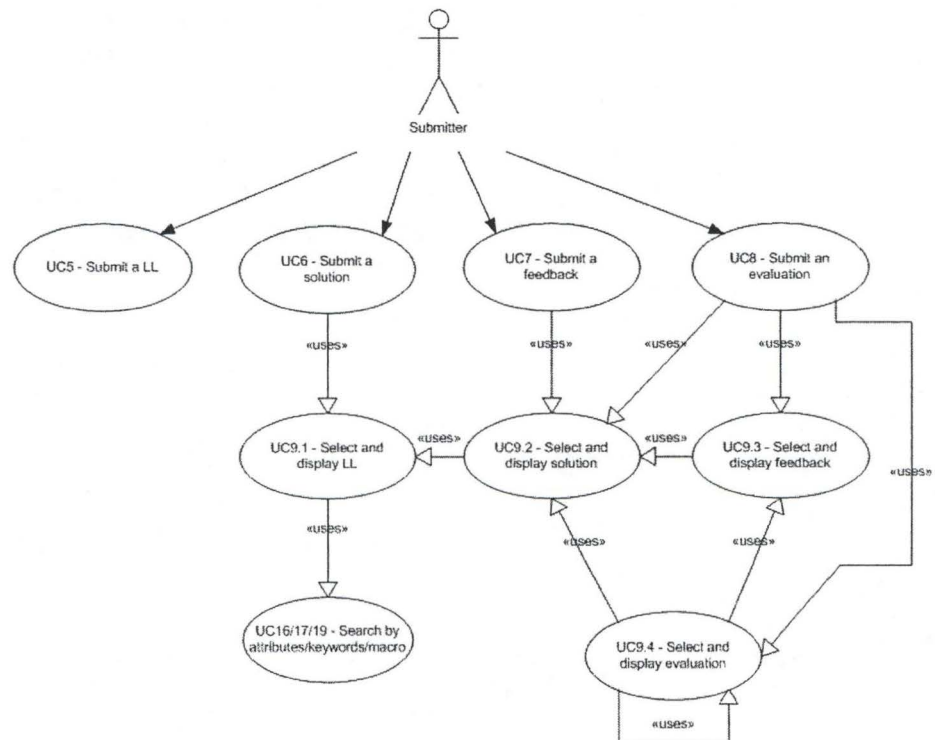 Submitter
UC5 - Submit a LL
UC6 - Submit a
solution
UC7 - Submit a
feedback
UC8 - Submit an
evaluation
«uses»
«uses»
«uses»
«uses»
UC9.1 - Select and
display LL
«uses»
UC9.2 - Select and
display solution
«uses»
UC9.3 - Select and
display feedback
«uses»
«uses»
«uses»
«uses»
UC16/17/19 - Search by
attributes/keywords/macro
UC9.4 - Select and
display evaluation
«uses»